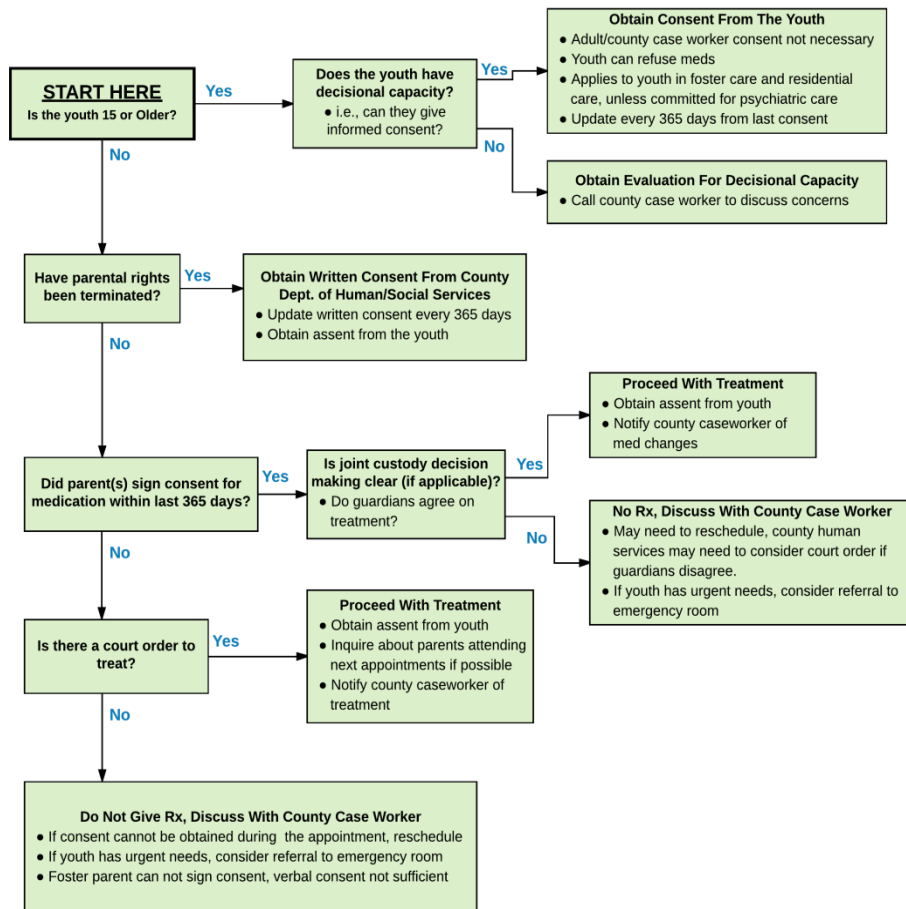 START HERE
Is the youth 15 or Older?
Yes
Does the youth have
decisional capacity?
● i.e., can they give
informed consent?
Yes
Obtain Consent From The Youth
● Adult/county case worker consent not necessary
● Youth can refuse meds
● Applies to youth in foster care and residential
care, unless committed for psychiatric care
● Update every 365 days from last consent
No
Obtain Evaluation For Decisional Capacity
● Call county case worker to discuss concerns
No
Have parental rights
been terminated?
Yes
Obtain Written Consent From County
Dept. of Human/Social Services
● Update written consent every 365 days
● Obtain assent from the youth
No
Did parent(s) sign consent for
medication within last 365 days?
Yes
Is joint custody decision
making clear (if applicable)?
● Do guardians agree on
treatment?
Yes
Proceed With Treatment
● Obtain assent from youth
● Notify county caseworker of
med changes
No
No Rx, Discuss With County Case Worker
● May need to reschedule, county human
services may need to consider court order if
guardians disagree.
● If youth has urgent needs, consider referral to
emergency room
No
Is there a court order to
treat?
Yes
Proceed With Treatment
● Obtain assent from youth
● Inquire about parents attending
next appointments if possible
● Notify county caseworker of
treatment
No
Do Not Give Rx, Discuss With County Case Worker
● If consent cannot be obtained during the appointment, reschedule
● If youth has urgent needs, consider referral to emergency room
● Foster parent can not sign consent, verbal consent not sufficient